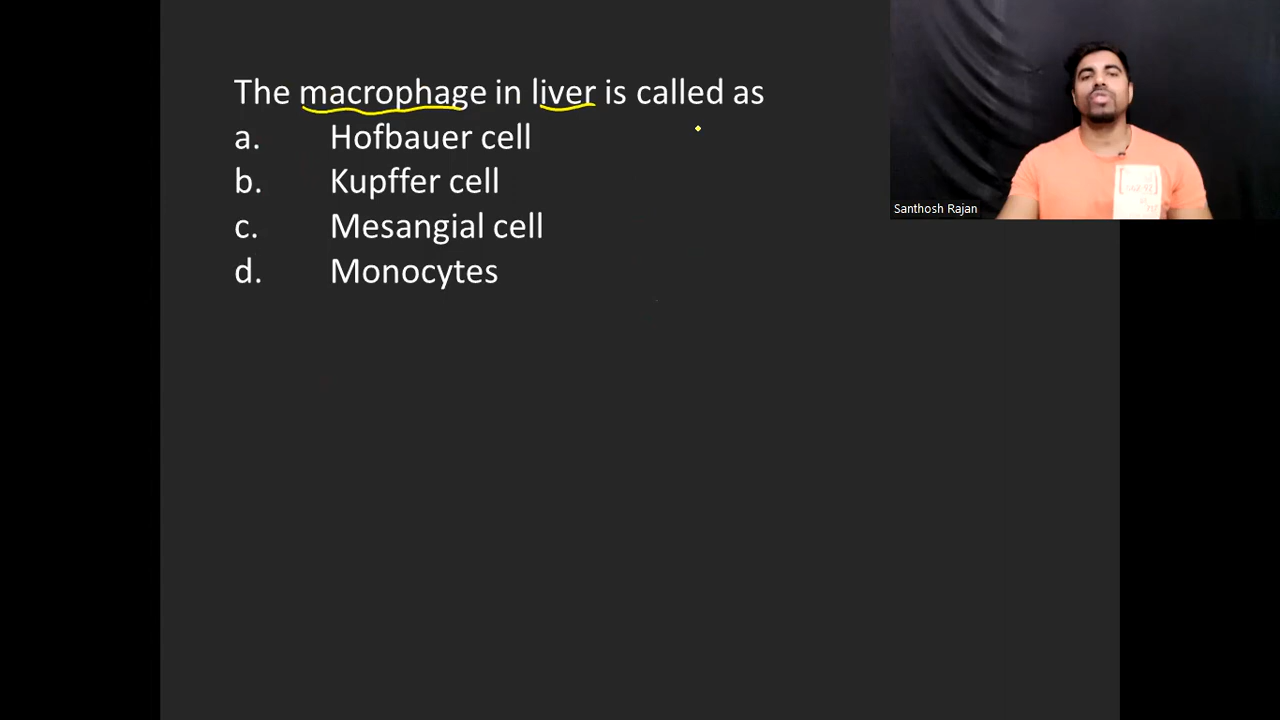 The macrophage in liver is called as
a. Hofbauer cell
b. Kupffer cell
c. Mesangial cell
d. Monocytes
Santhosh Rajan